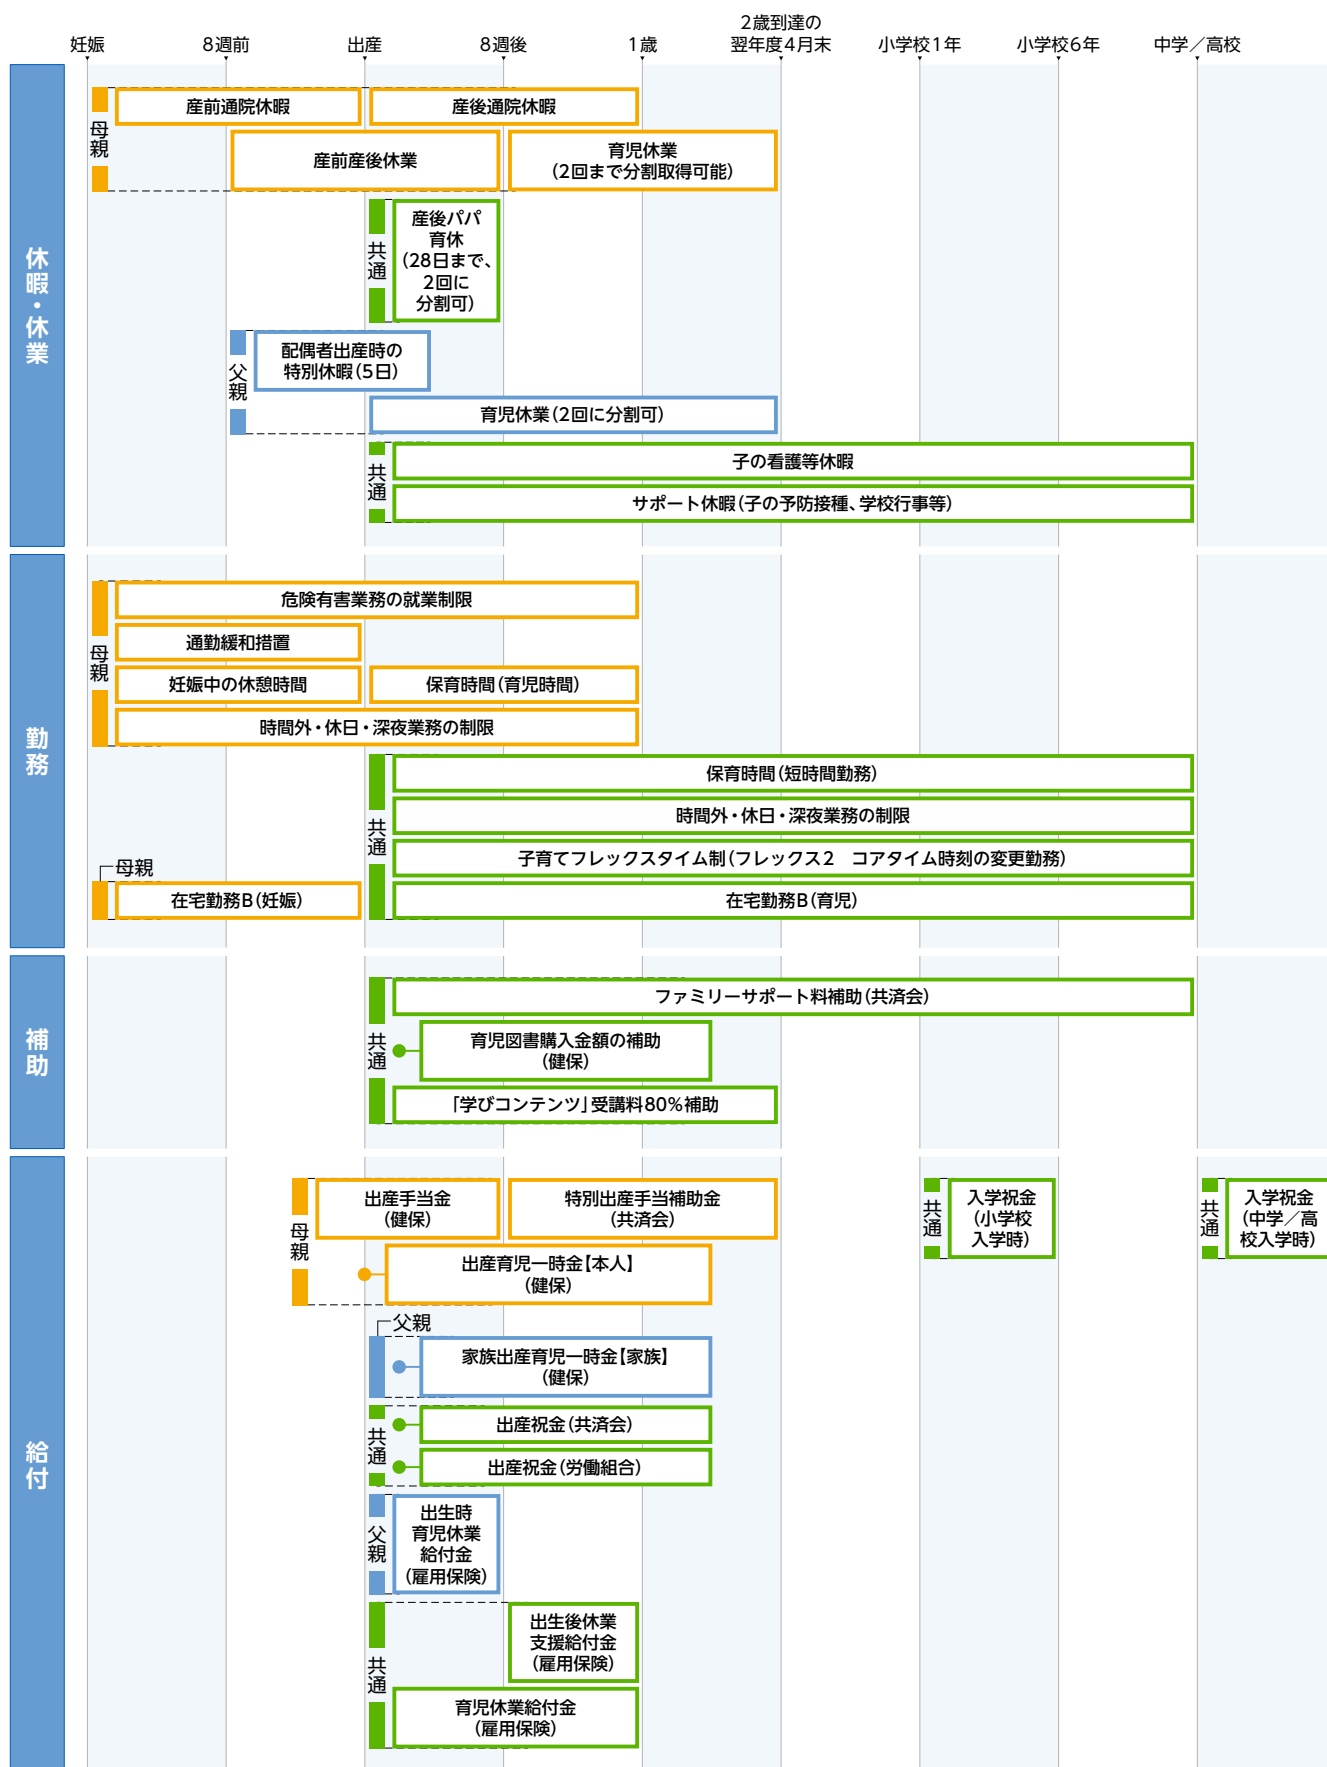 妊娠
8週前
出産
8週後
1歳
2歳到達の
翌年度4月末
小学校1年
小学校6年
中学／高校
休暇・休業
母親
産前通院休暇
産後通院休暇
産前産後休業
育児休業
（2回まで分割取得可能）
共通
産後パパ
育休
（28日まで、
2回に
分割可）
父親
配偶者出産時の
特別休暇（5日）
育児休業（2回に分割可）
共通
子の看護等休暇
サポート休暇（子の予防接種、学校行事等）
勤務
母親
危険有害業務の就業制限
通勤緩和措置
妊娠中の休憩時間
保育時間（育児時間）
時間外・休日・深夜業務の制限
共通
保育時間（短時間勤務）
時間外・休日・深夜業務の制限
子育てフレックスタイム制（フレックス2　コアタイム時刻の変更勤務）
母親
在宅勤務B（妊娠）
在宅勤務B（育児）
補助
共通
ファミリーサポート料補助（共済会）
育児図書購入金額の補助
（健保）
「学びコンテンツ」受講料80％補助
給付
母親
出産手当金
（健保）
特別出産手当補助金
（共済会）
出産育児一時金【本人】
（健保）
共通
入学祝金
（小学校
入学時）
共通
入学祝金
（中学／高
校入学時）
父親
家族出産育児一時金【家族】
（健保）
共通
出産祝金（共済会）
出産祝金（労働組合）
父親
出生時
育児休業
給付金
（雇用保険）
共通
出生後休業
支援給付金
（雇用保険）
育児休業給付金
（雇用保険）